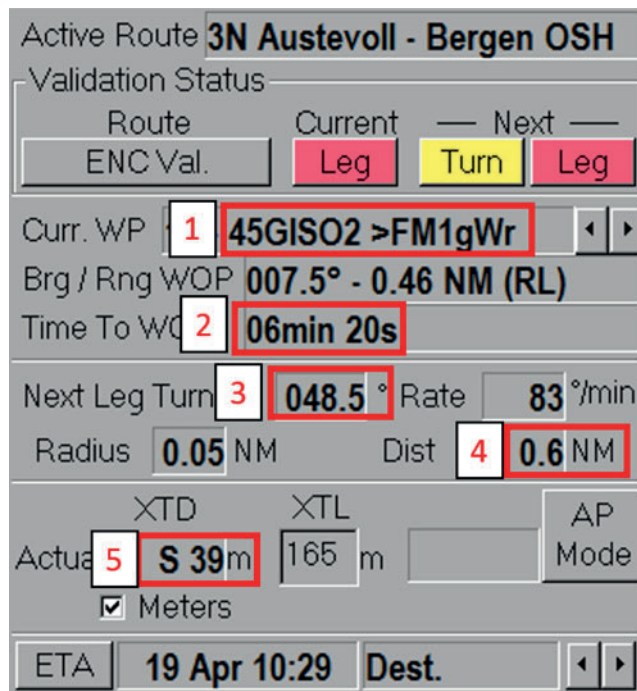 Active Route 3N Austevoll - Bergen OSH
Validation Status
Route Current Next
ENC Val. Leg Turn Leg
Curr. WP 1 45GISO2 >FM1gWr
Brg / Rng WOP 007.5° - 0.46 NM (RL)
Time To WO 2 06min 20s
Next Leg Turn 3 048.5 ° Rate 83 °/min
Radius 0.05 NM Dist 4 0.6 NM
XTD XTL AP
Actua 5 S 39 m 165 m Mode
Meters
ETA 19 Apr 10:29 Dest.